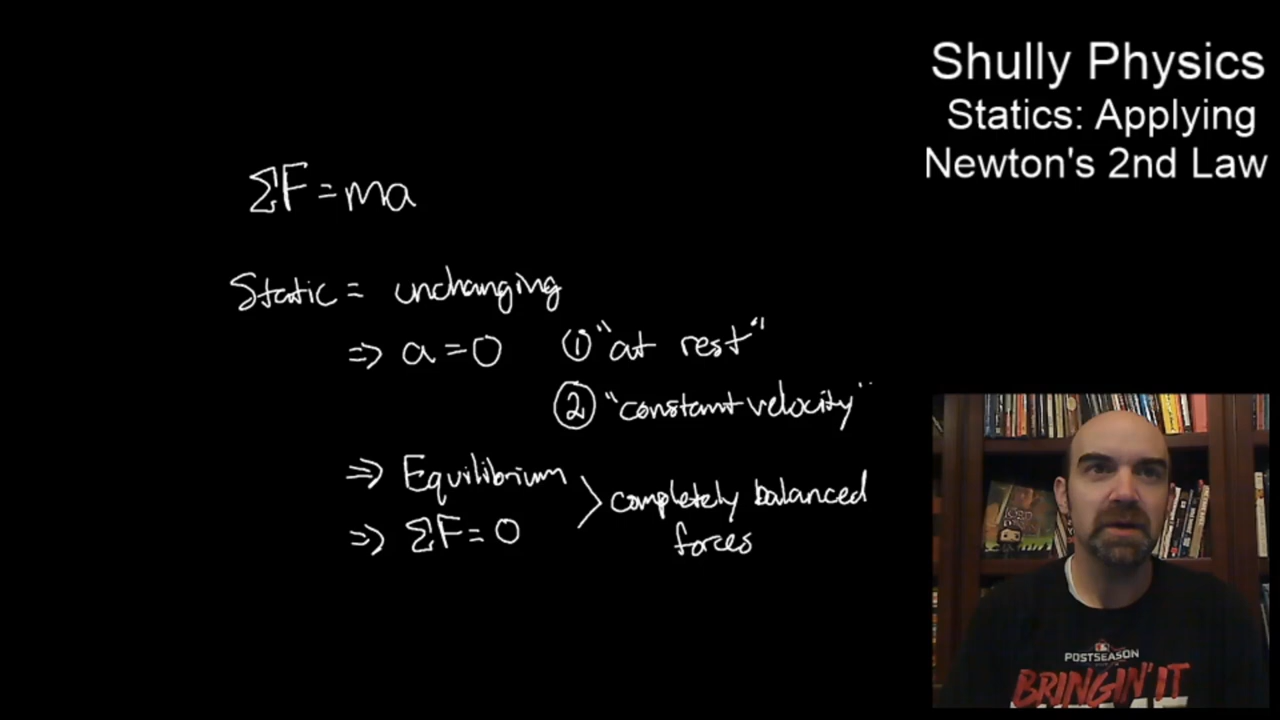 Shully Physics
Statics: Applying
Newton's 2nd Law
ΣF = ma
Static = unchanging
⇒ a = 0 ① "at rest"
② "constant velocity"
⇒ Equilibrium
⇒ ΣF = 0
completely balanced
forces
POSTSEASON
BRINGIN' IT